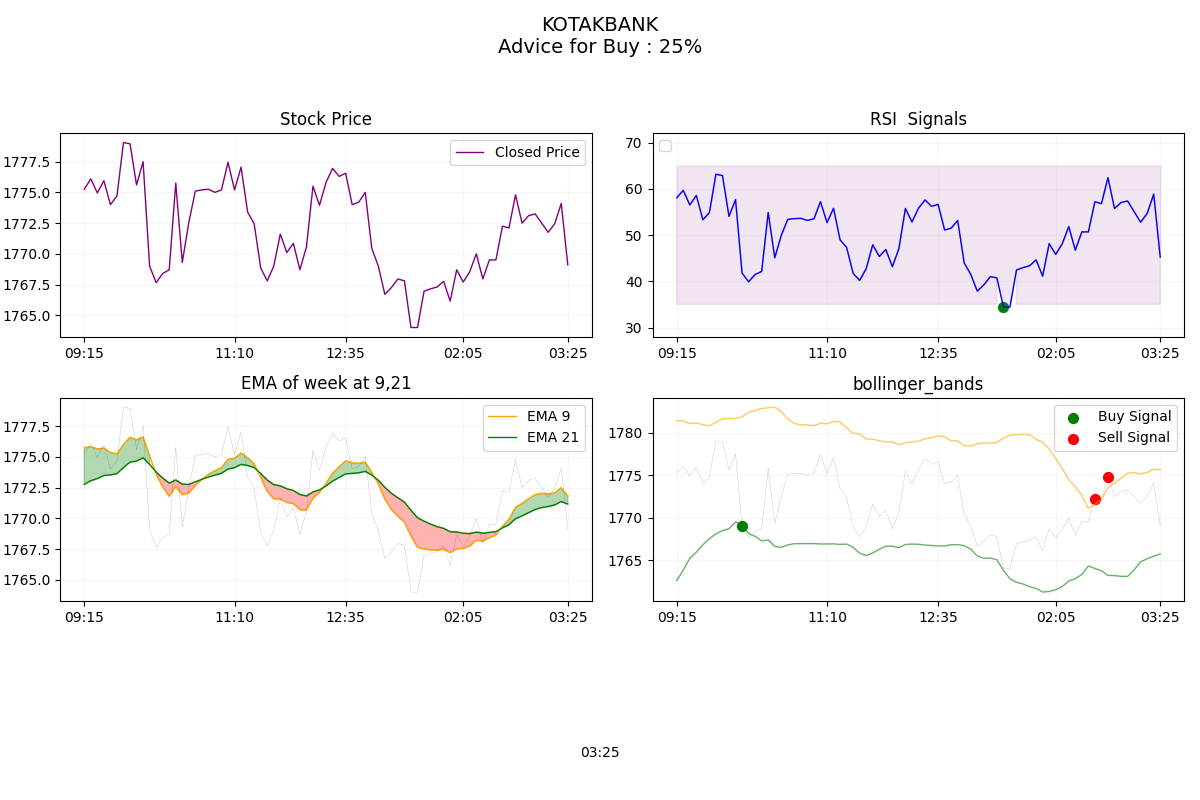 KOTAKBANK
Advice for Buy : 25%
Stock Price
Closed Price
1777.5
1775.0
1772.5
1770.0
1767.5
1765.0
09:15 11:10 12:35 02:05 03:25
RSI  Signals
70
60
50
40
30
09:15 11:10 12:35 02:05 03:25
EMA of week at 9,21
EMA 9
EMA 21
1777.5
1775.0
1772.5
1770.0
1767.5
1765.0
09:15 11:10 12:35 02:05 03:25
bollinger_bands
Buy Signal
Sell Signal
1780
1775
1770
1765
09:15 11:10 12:35 02:05 03:25
03:25